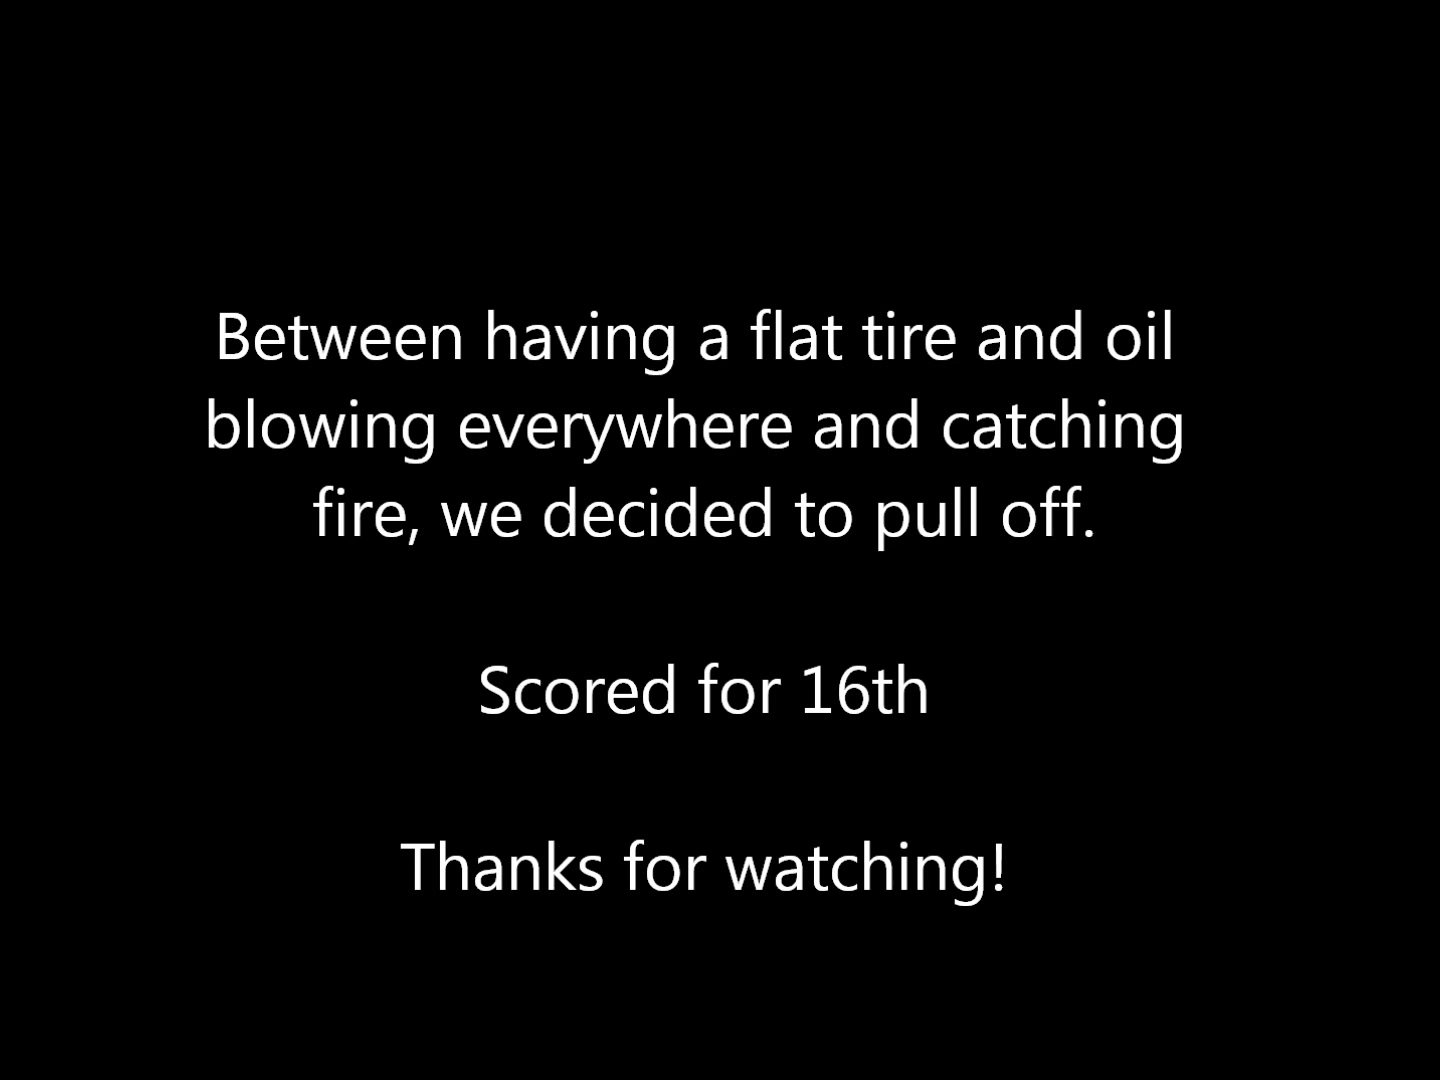 Between having a flat tire and oil
blowing everywhere and catching
fire, we decided to pull off.
Scored for 16th
Thanks for watching!